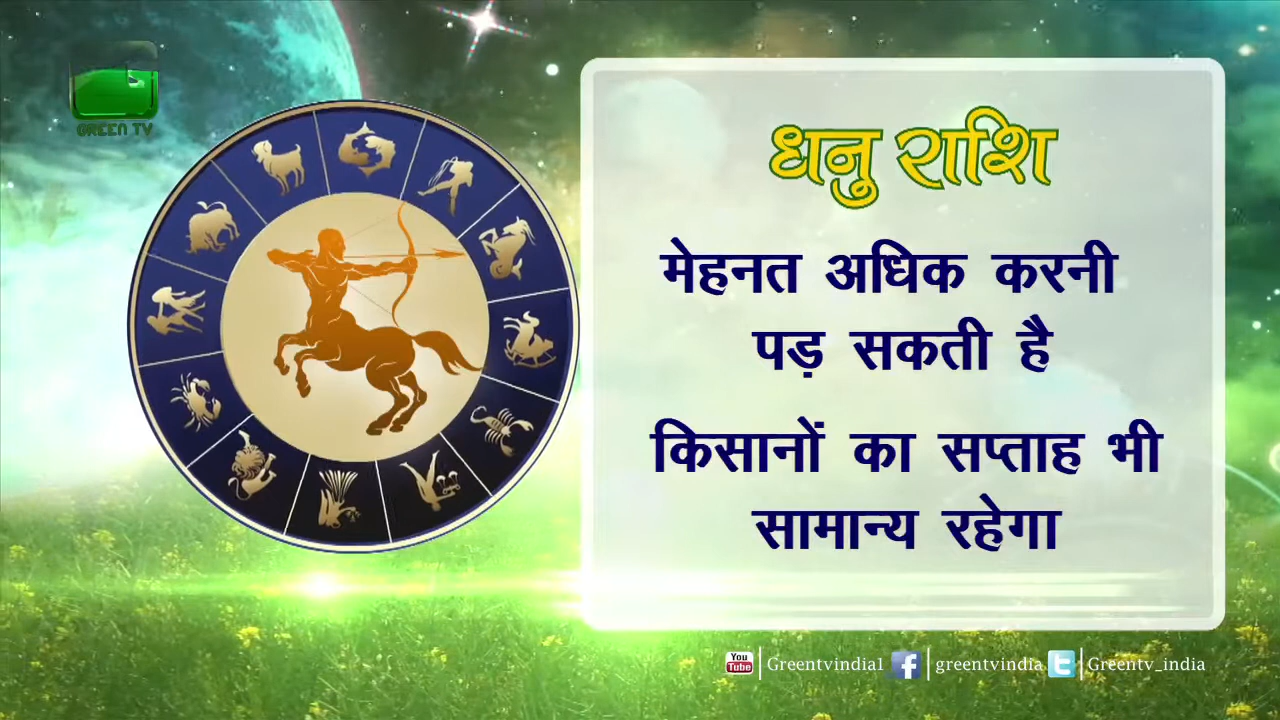 GREEN TV
धनु राशि
मेहनत अधिक करनी
पड़ सकती है
किसानों का सप्ताह भी
सामान्य रहेगा
You Tube Greentvindia1 f greentvindia t Greentv_india